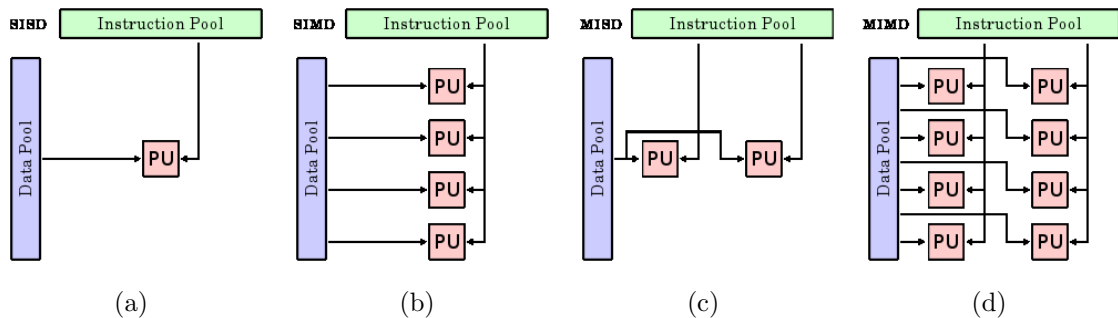 SISD Instruction Pool
Data Pool
PU
(a)
SIMD Instruction Pool
Data Pool
PU
PU
PU
PU
(b)
MISD Instruction Pool
Data Pool
PU PU
(c)
MIMD Instruction Pool
Data Pool
PU PU
PU PU
PU PU
PU PU
(d)